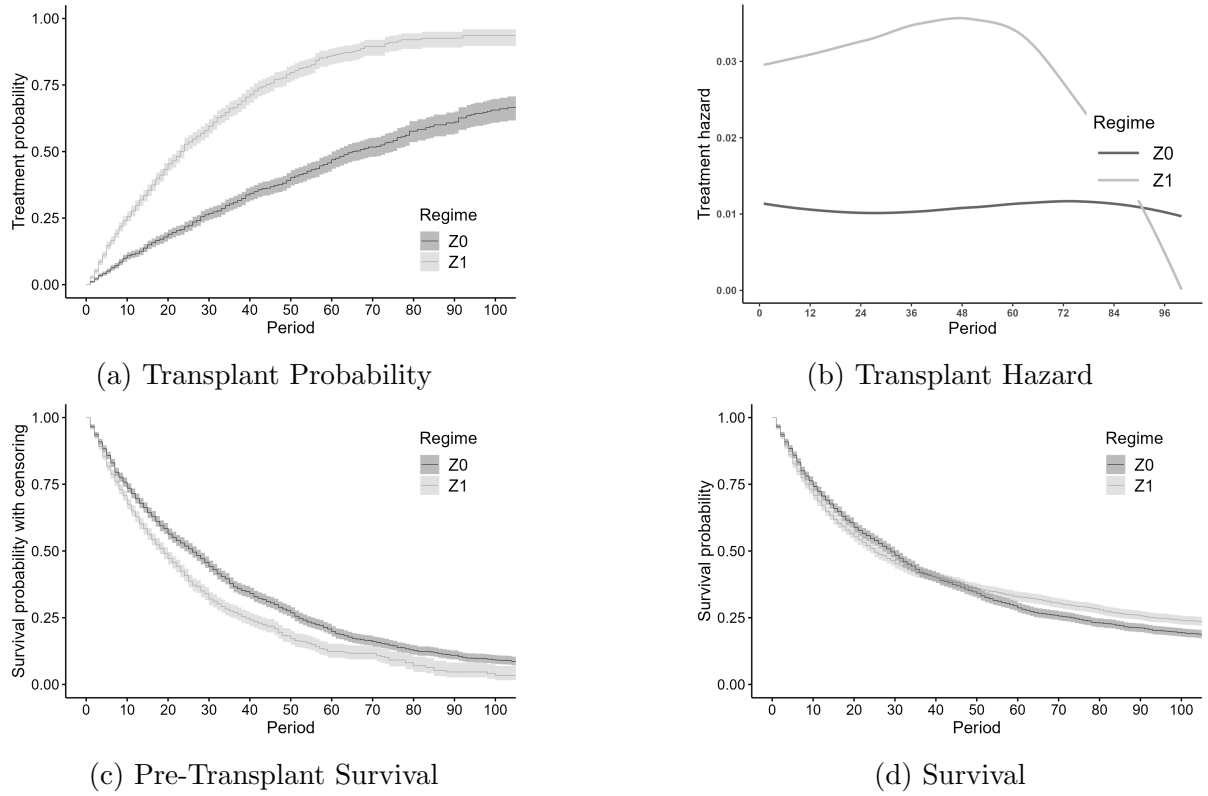 1.00
0.75
0.50
0.25
0.00
Treatment probability
Regime
Z0
Z1
0 10 20 30 40 50 60 70 80 90 100
Period
(a) Transplant Probability
0.03
0.02
0.01
0.00
Treatment hazard
Regime
Z0
Z1
0 12 24 36 48 60 72 84 96
Period
(b) Transplant Hazard
1.00
0.75
0.50
0.25
0.00
Survival probability with censoring
Regime
Z0
Z1
0 10 20 30 40 50 60 70 80 90 100
Period
(c) Pre-Transplant Survival
1.00
0.75
0.50
0.25
0.00
Survival probability
Regime
Z0
Z1
0 10 20 30 40 50 60 70 80 90 100
Period
(d) Survival